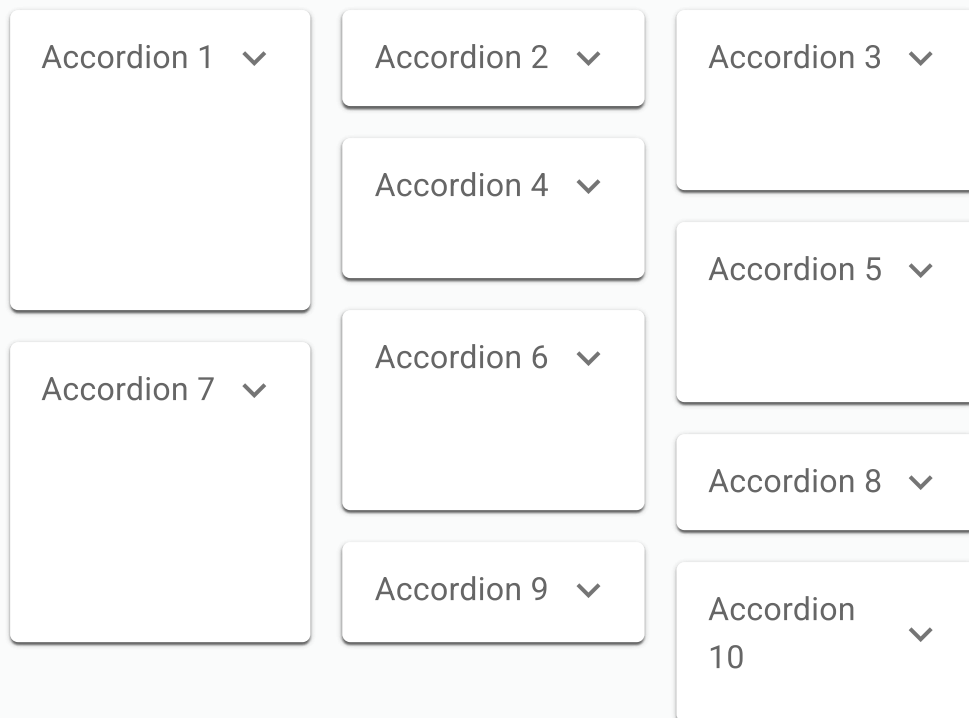 Accordion 1
Accordion 2
Accordion 3
Accordion 4
Accordion 5
Accordion 6
Accordion 7
Accordion 8
Accordion 9
Accordion
10